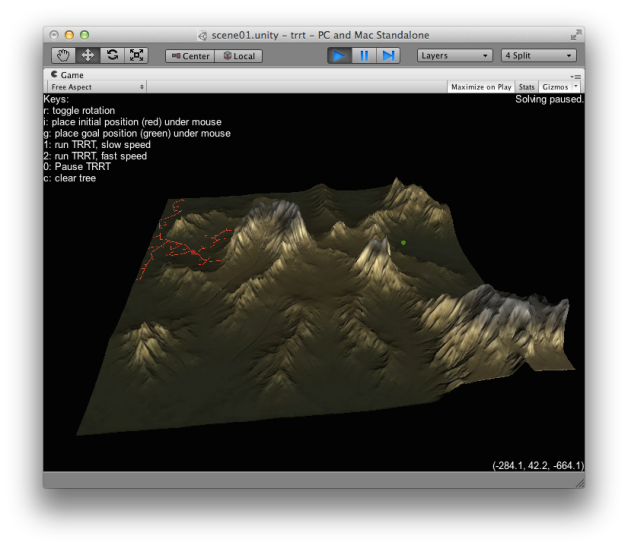 scene01.unity - trrt - PC and Mac Standalone
Center Local Layers 4 Split
Game
Free Aspect Maximize on Play Stats Gizmos
Keys: Solving paused.
r: toggle rotation
i: place initial position (red) under mouse
g: place goal position (green) under mouse
1: run TRRT, slow speed
2: run TRRT, fast speed
0: Pause TRRT
c: clear tree
(-284.1, 42.2, -664.1)